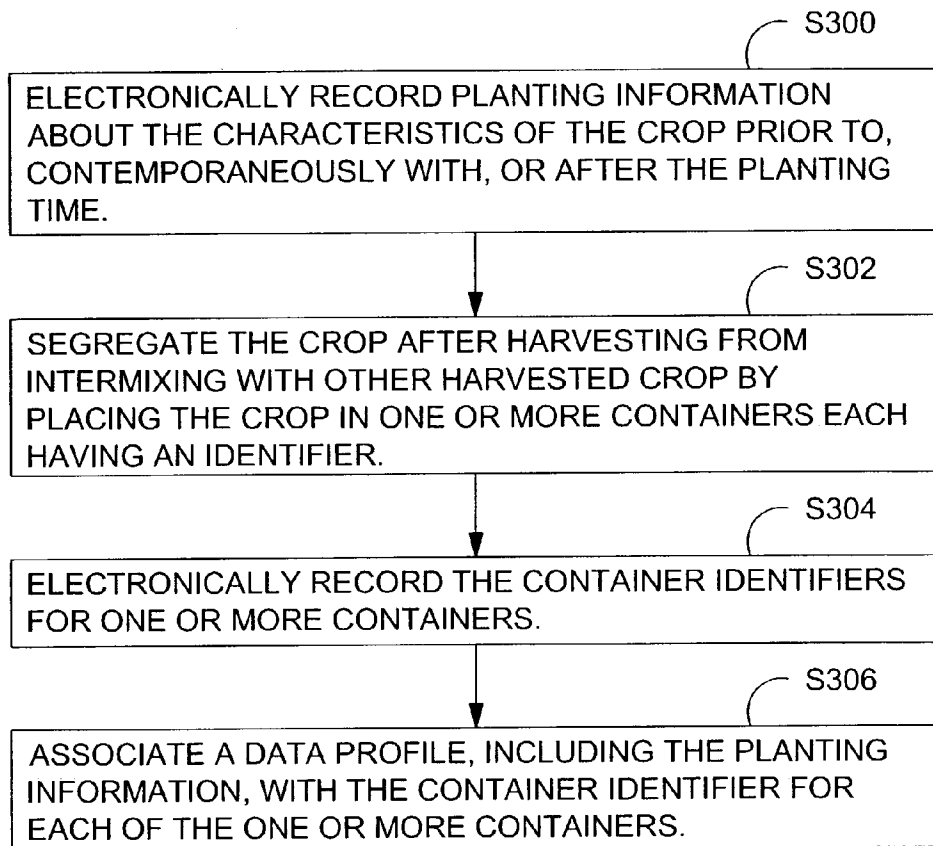 S300
ELECTRONICALLY RECORD PLANTING INFORMATION
ABOUT THE CHARACTERISTICS OF THE CROP PRIOR TO,
CONTEMPORANEOUSLY WITH, OR AFTER THE PLANTING
TIME.
S302
SEGREGATE THE CROP AFTER HARVESTING FROM
INTERMIXING WITH OTHER HARVESTED CROP BY
PLACING THE CROP IN ONE OR MORE CONTAINERS EACH
HAVING AN IDENTIFIER.
S304
ELECTRONICALLY RECORD THE CONTAINER IDENTIFIERS
FOR ONE OR MORE CONTAINERS.
S306
ASSOCIATE A DATA PROFILE, INCLUDING THE PLANTING
INFORMATION, WITH THE CONTAINER IDENTIFIER FOR
EACH OF THE ONE OR MORE CONTAINERS.